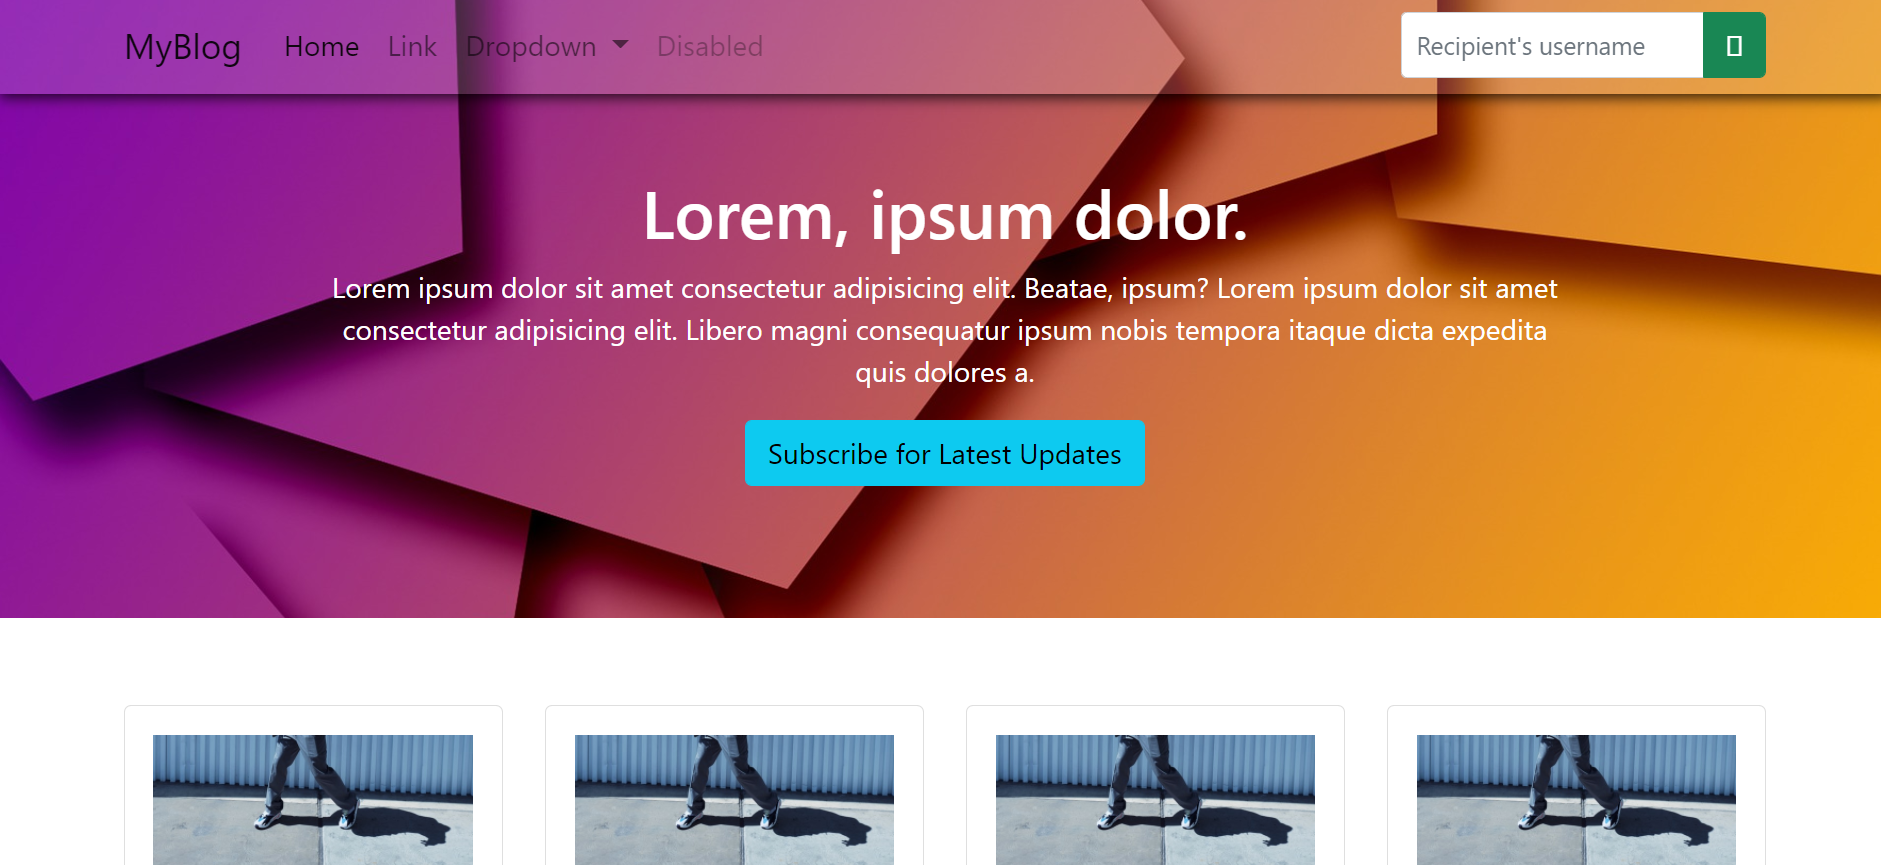 MyBlog Home Link Dropdown Disabled Recipient's username
Lorem, ipsum dolor.
Lorem ipsum dolor sit amet consectetur adipisicing elit. Beatae, ipsum? Lorem ipsum dolor sit amet
consectetur adipisicing elit. Libero magni consequatur ipsum nobis tempora itaque dicta expedita
quis dolores a.
Subscribe for Latest Updates